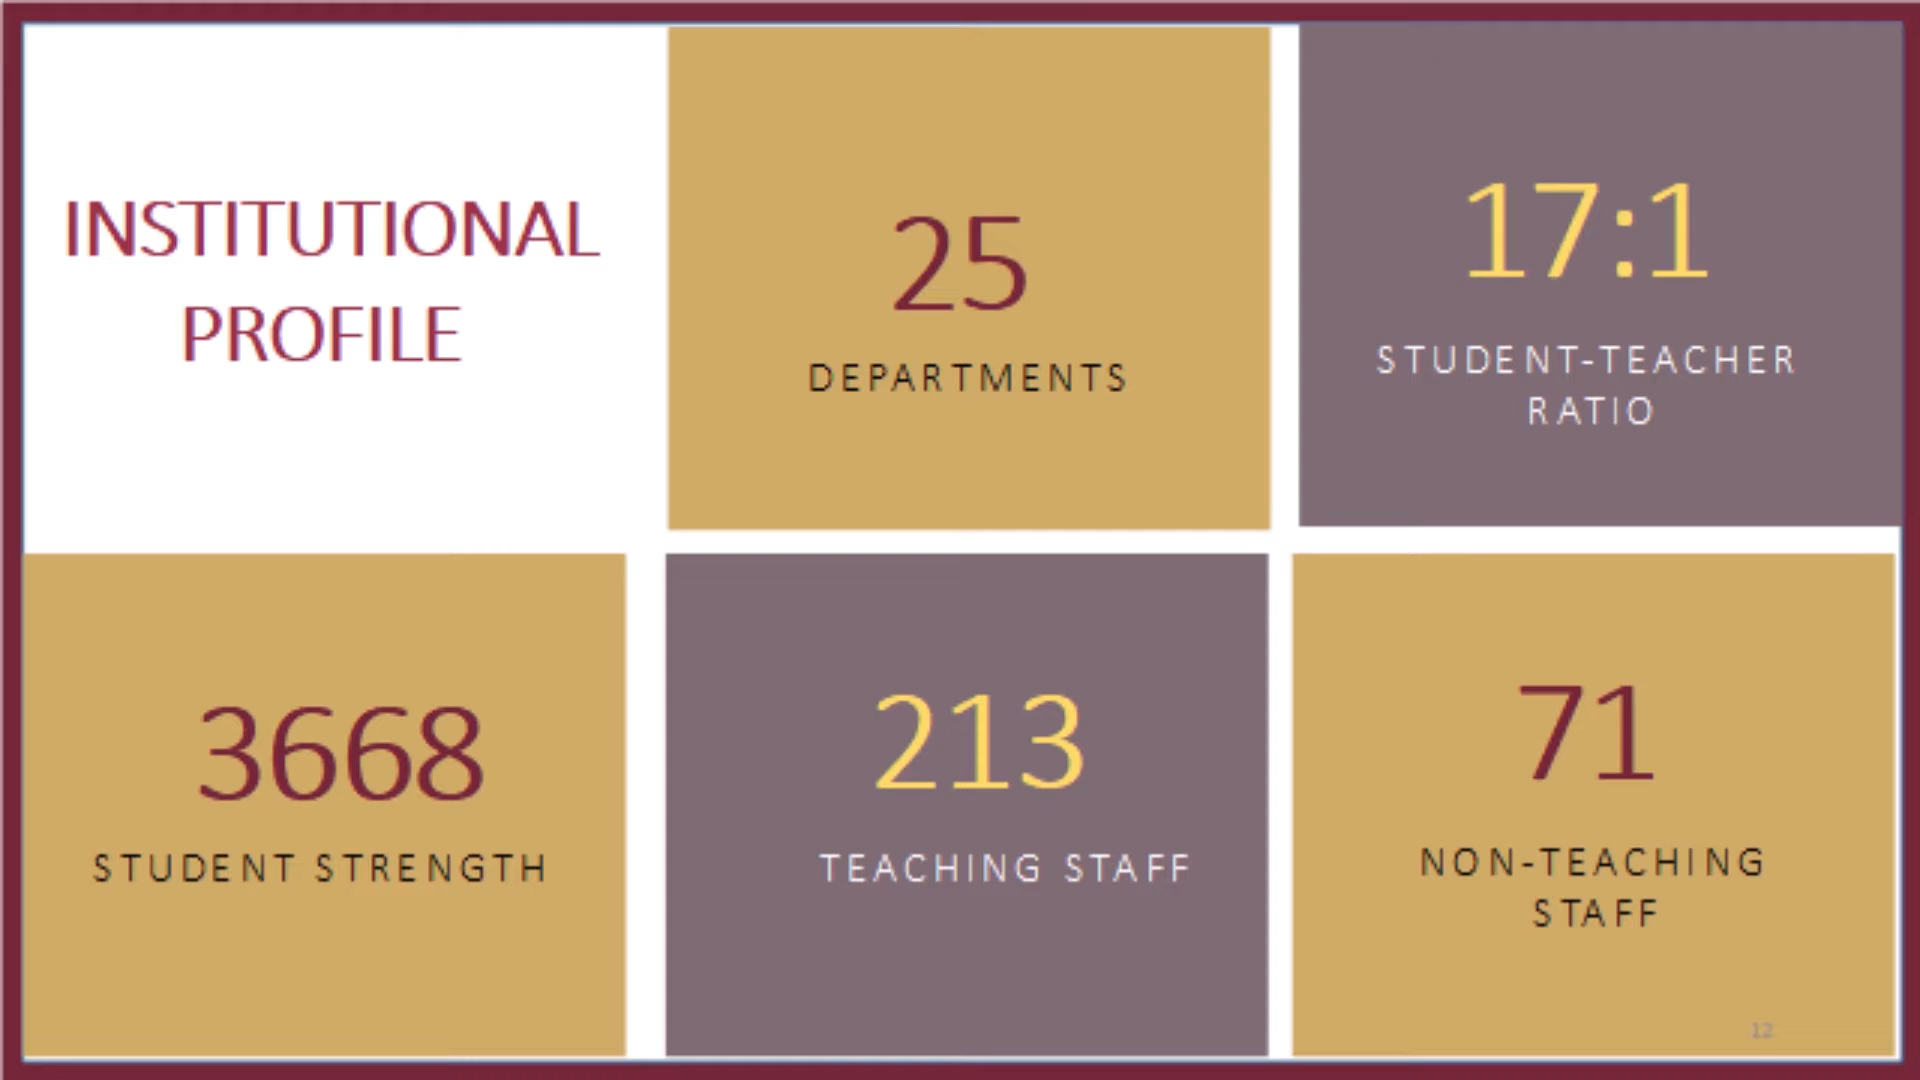 INSTITUTIONAL
PROFILE
25
DEPARTMENTS
17:1
STUDENT-TEACHER
RATIO
3668
STUDENT STRENGTH
213
TEACHING STAFF
71
NON-TEACHING
STAFF
12